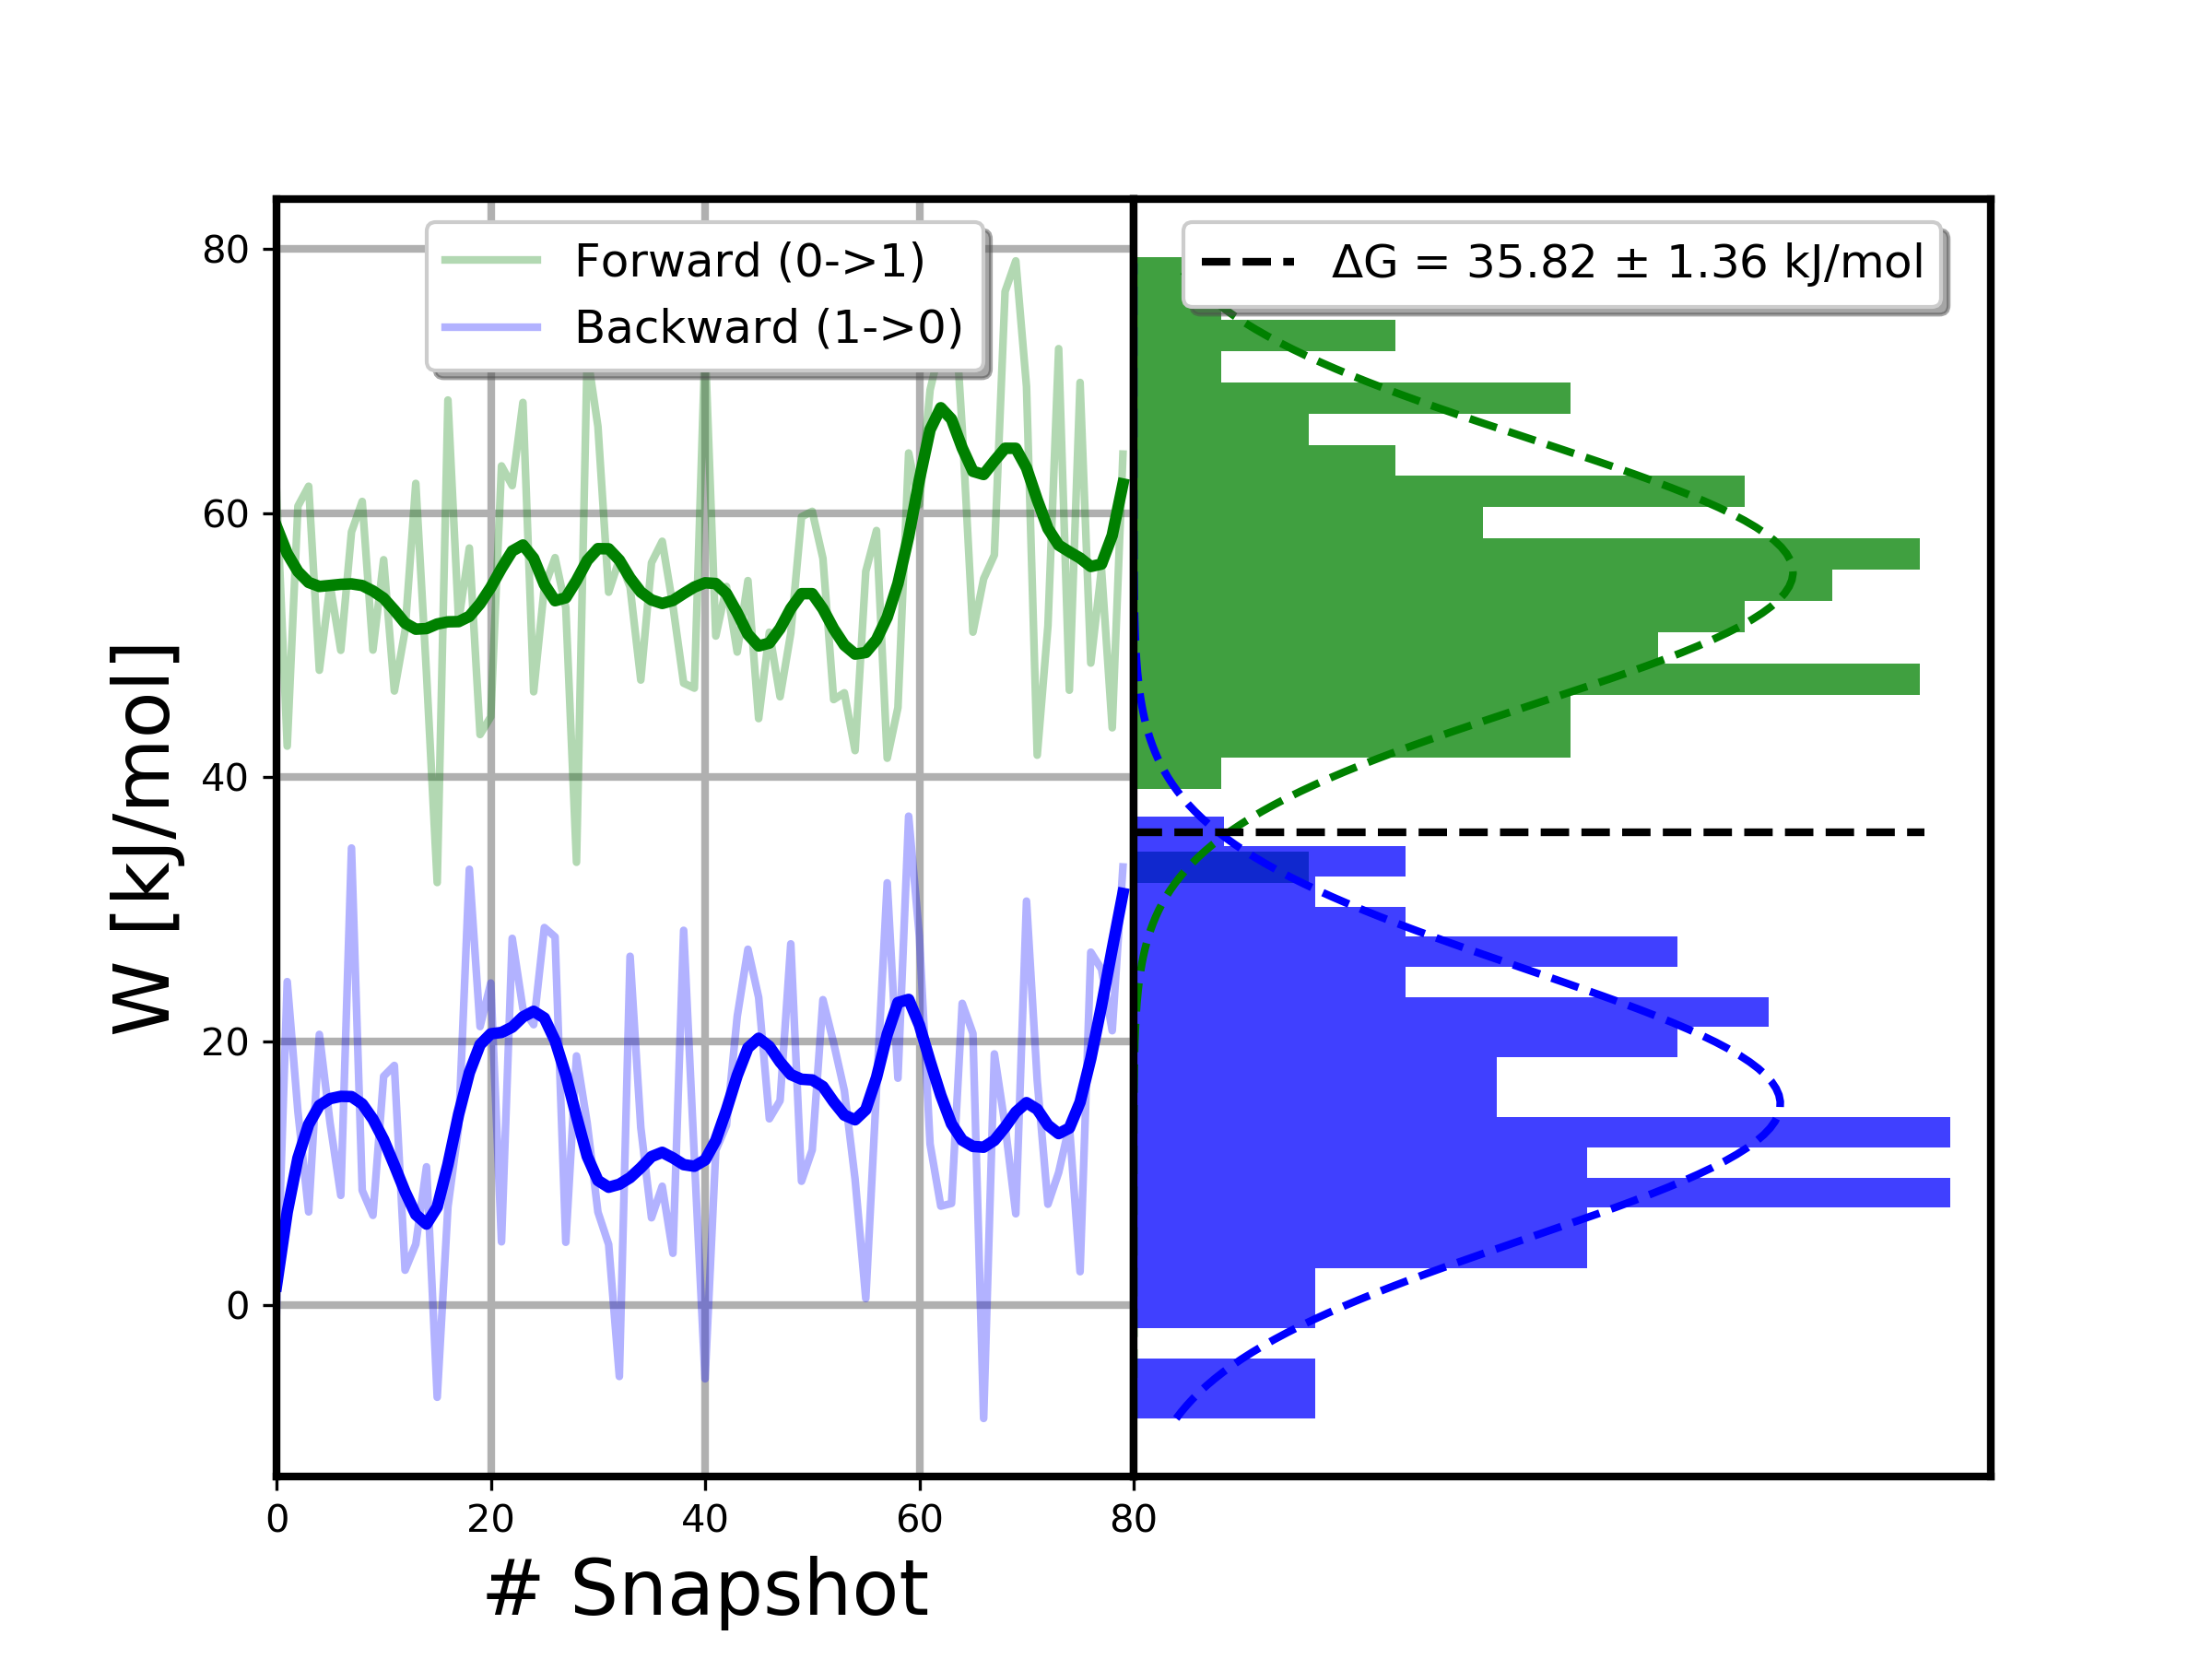 Forward (0->1)
Backward (1->0)
ΔG = 35.82 ± 1.36 kJ/mol
W [kJ/mol]
80
60
40
20
0
0 20 40 60 80
# Snapshot